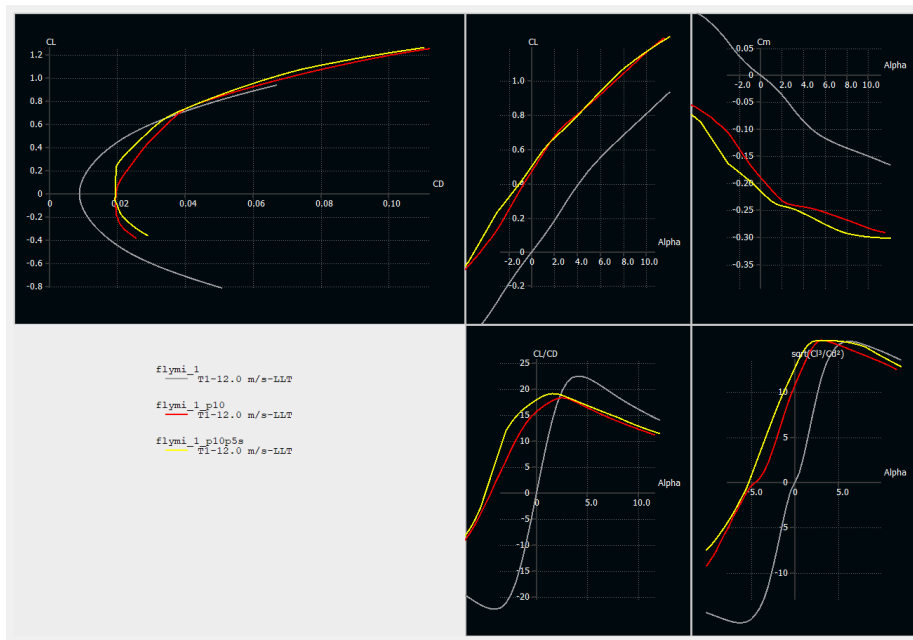 CL
1.2
1.0
0.8
0.6
0.4
0.2
0
CD
0
0.02
0.04
0.06
0.10
-0.2
-0.4
-0.6
-0.8
CL
1.0
0.8
0.6
0.4
0.2
0
Alpha
-2.0 0 2.0 4.0 6.0 8.0 10.0
-0.2
0.05
Cm
Alpha
0
-2.0 0 2.0 4.0 6.0 8.0 10.0
-0.05
-0.10
-0.15
-0.20
-0.25
-0.30
-0.35
flymi_1
T1-12.0 m/s-LLT
flymi_1_p10
T1-12.0 m/s-LLT
flymi_1_p10p5s
T1-12.0 m/s-LLT
CL/CD
25
20
15
10
5
0
Alpha
0 5.0 10.0
-5
-10
-15
-20
sqrt(Cl³/Cd²)
10
5
Alpha
0
-5.0 0 5.0
-5
-10